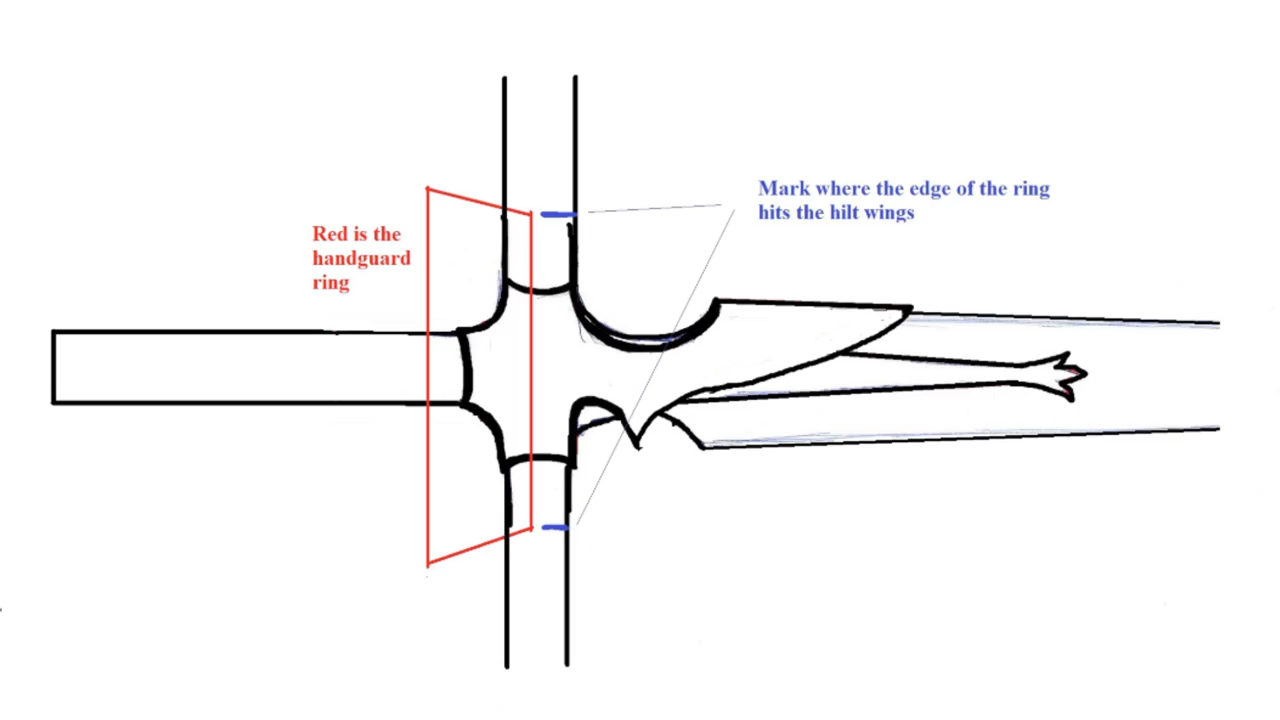 Mark where the edge of the ring
hits the hilt wings
Red is the
handguard
ring